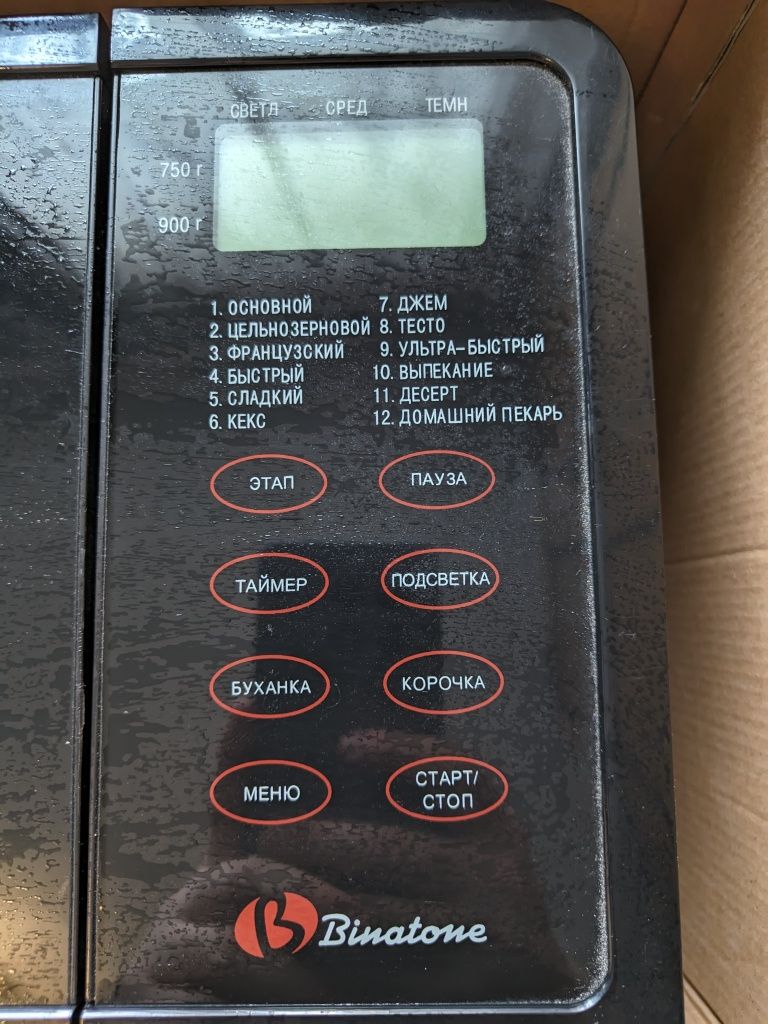 СВЕТЛ СРЕД ТЕМН
750 г
900 г
1. ОСНОВНОЙ
2. ЦЕЛЬНОЗЕРНОВОЙ
3. ФРАНЦУЗСКИЙ
4. БЫСТРЫЙ
5. СЛАДКИЙ
6. КЕКС
7. ДЖЕМ
8. ТЕСТО
9. УЛЬТРА-БЫСТРЫЙ
10. ВЫПЕКАНИЕ
11. ДЕСЕРТ
12. ДОМАШНИЙ ПЕКАРЬ
ЭТАП ПАУЗА
ТАЙМЕР ПОДСВЕТКА
БУХАНКА КОРОЧКА
МЕНЮ СТАРТ/
СТОП
Binatone